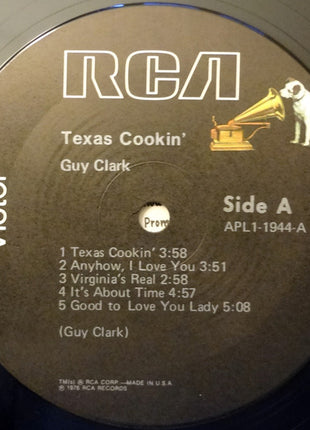 RCA
Victor
Texas Cookin'
Guy Clark
Side A
APL1-1944-A
Prom
1 Texas Cookin' 3:58
2 Anyhow, I Love You 3:51
3 Virginia's Real 2:58
4 It's About Time 4:57
5 Good to Love You Lady 5:08
(Guy Clark)
TM(s) ® RCA CORP.—MADE IN U.S.A.
℗ 1976 RCA RECORDS